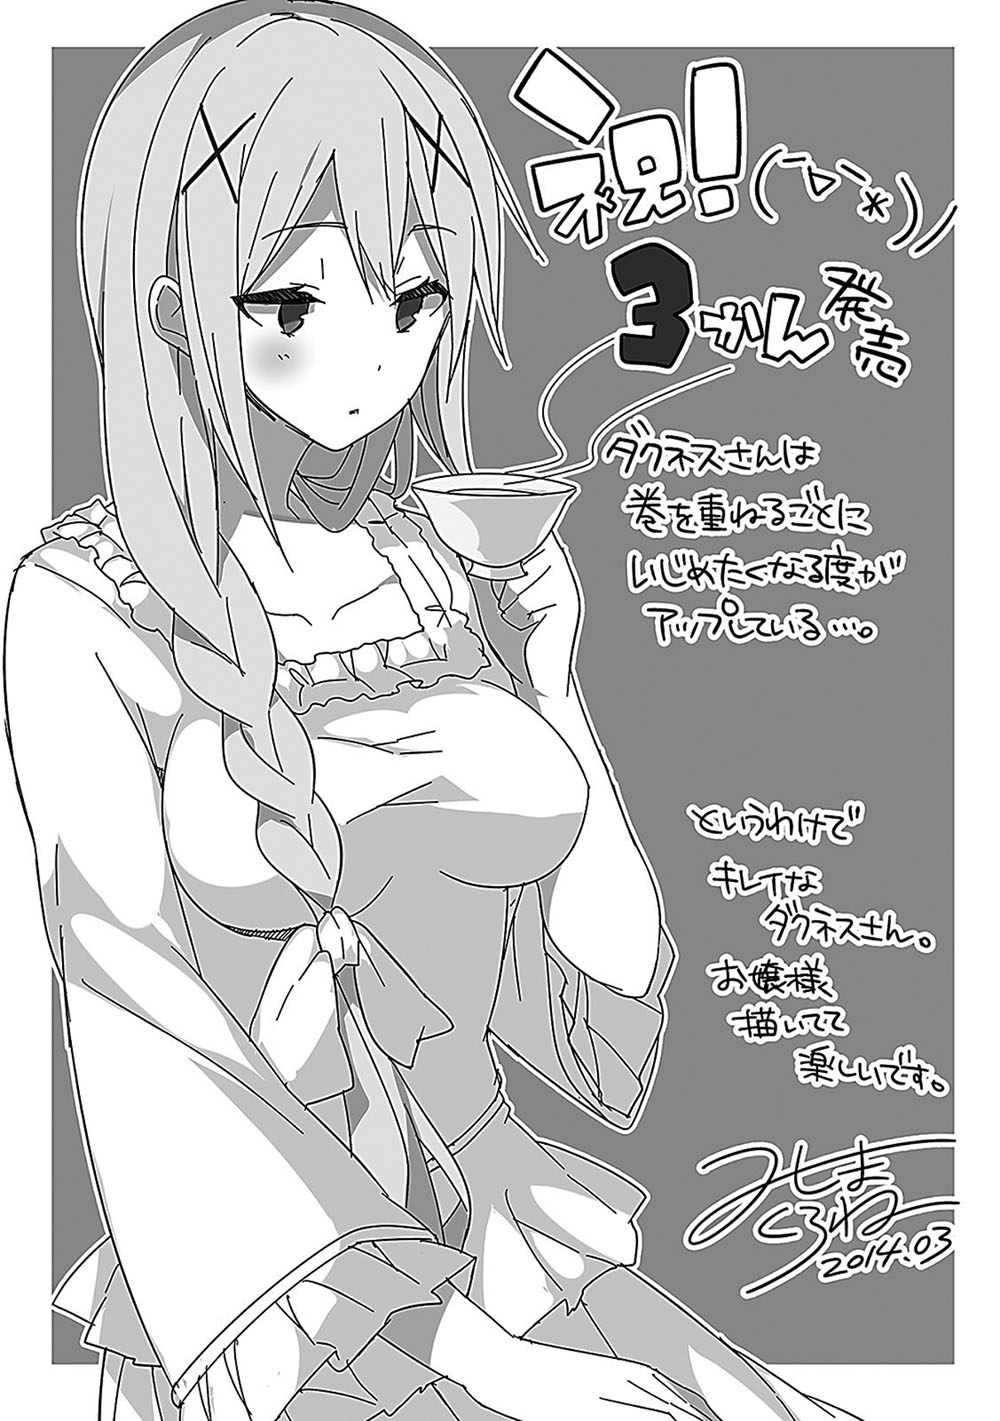 祝！(￣▽￣*))
3かん発売
ダクネスさんは
巻を重ねるごとに
いじめたくなる度が
アップしている…。
というわけで
キレイな
ダクネスさん。
お嬢様
描いてて
楽しいです。
みしま
くろね
2014.03